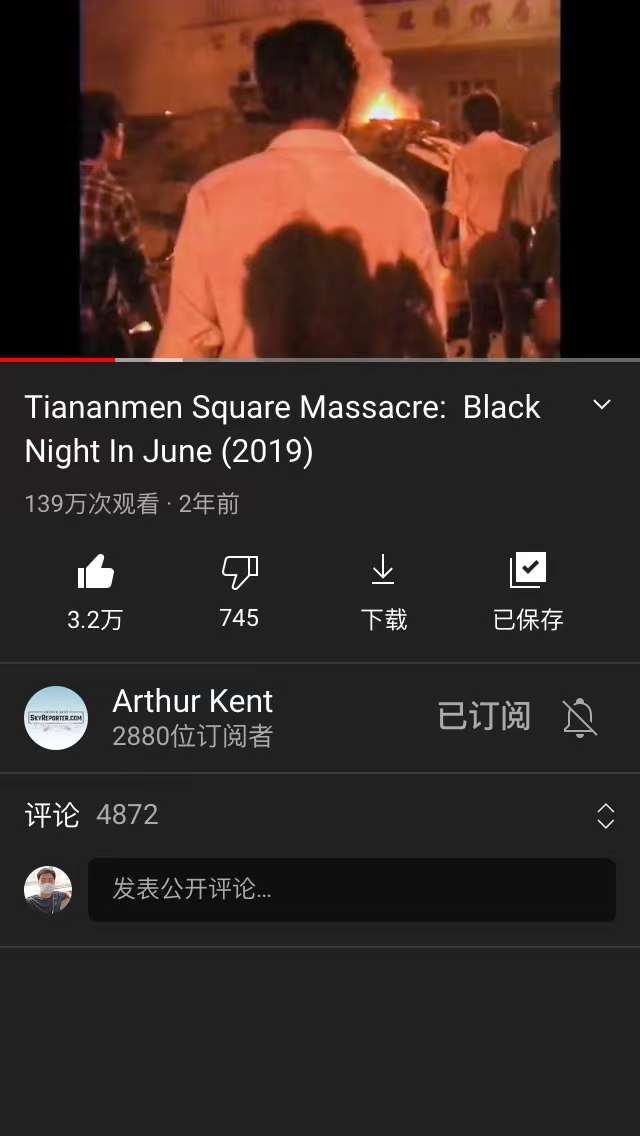 Tiananmen Square Massacre:  Black
Night In June (2019)
139万次观看 · 2年前
3.2万
745
下载
已保存
SKYREPORTER.COM
Arthur Kent
2880位订阅者
已订阅
评论 4872
发表公开评论...